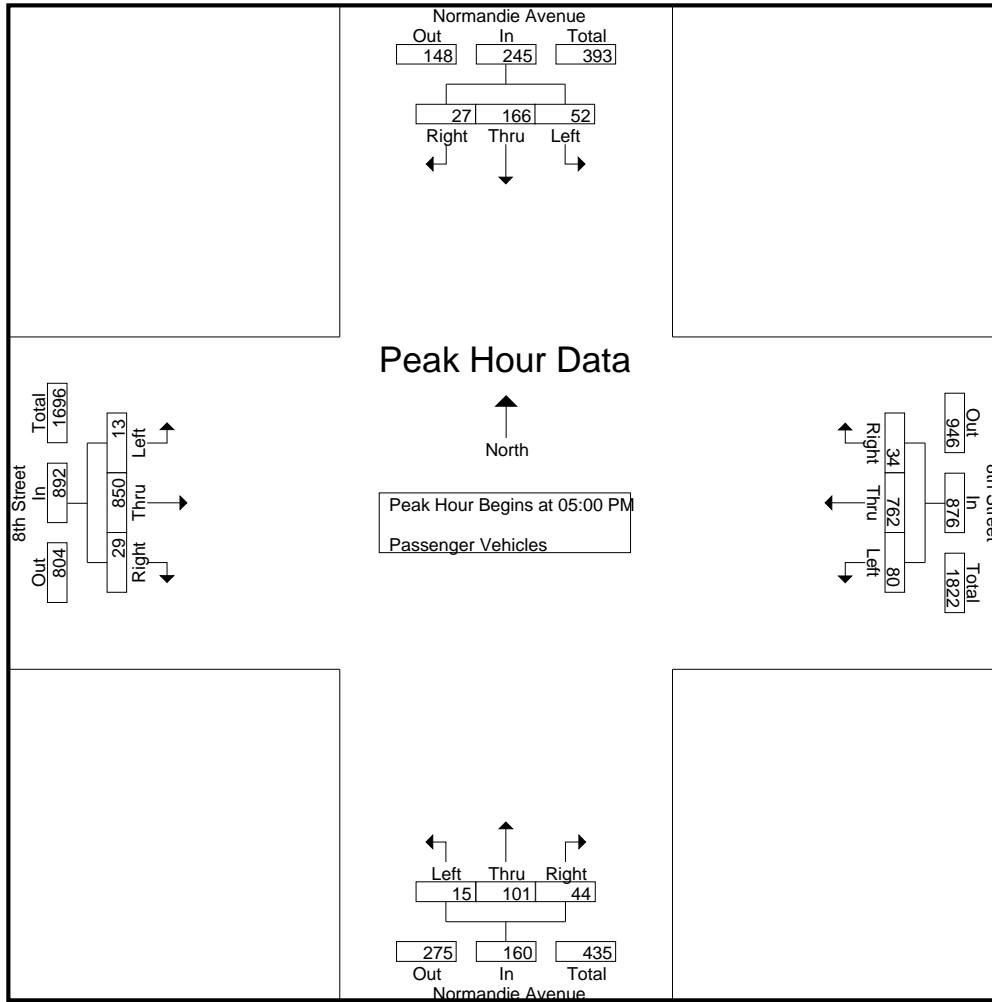 Normandie Avenue
Out In Total
148 245 393
27 166 52
Right Thru Left
Peak Hour Data
North
Peak Hour Begins at 05:00 PM
Passenger Vehicles
8th Street
Out In Total
804 892 1696
29 850 13
Right Thru Left
Out In Total
946 876 1822
34 762 80
Right Thru Left
8th Street
Left Thru Right
15 101 44
275 160 435
Out In Total
Normandie Avenue